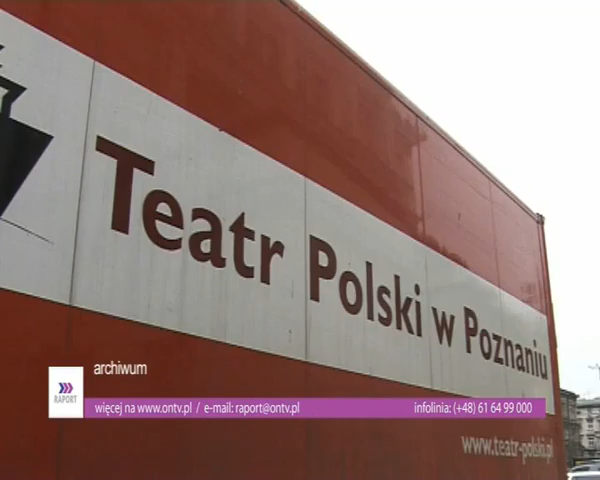 Teatr Polski w Poznaniu
archiwum
RAPORT
więcej na www.ontv.pl / e-mail: raport@ontv.pl
infolinia: (+48) 61 64 99 000
www.teatr-polski.pl